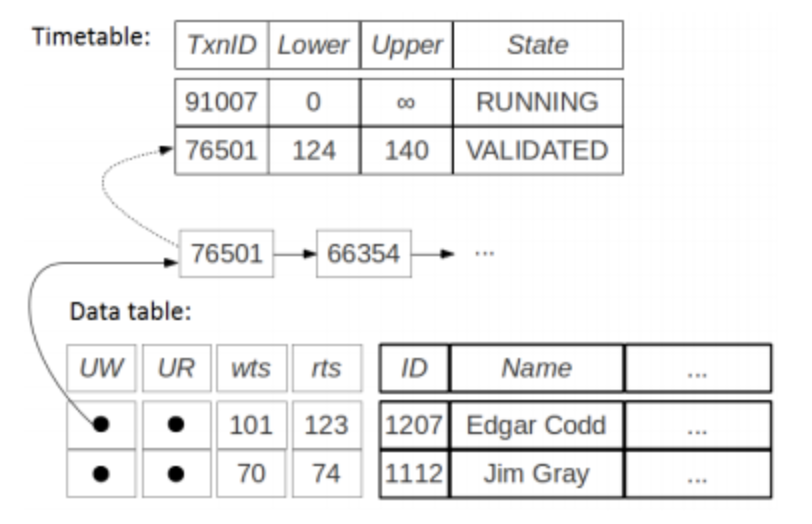 Timetable:
TxnID Lower Upper State
91007 0 ∞ RUNNING
76501 124 140 VALIDATED
76501 66354 ...
Data table:
UW UR wts rts ID Name ...
101 123 1207 Edgar Codd ...
70 74 1112 Jim Gray ...